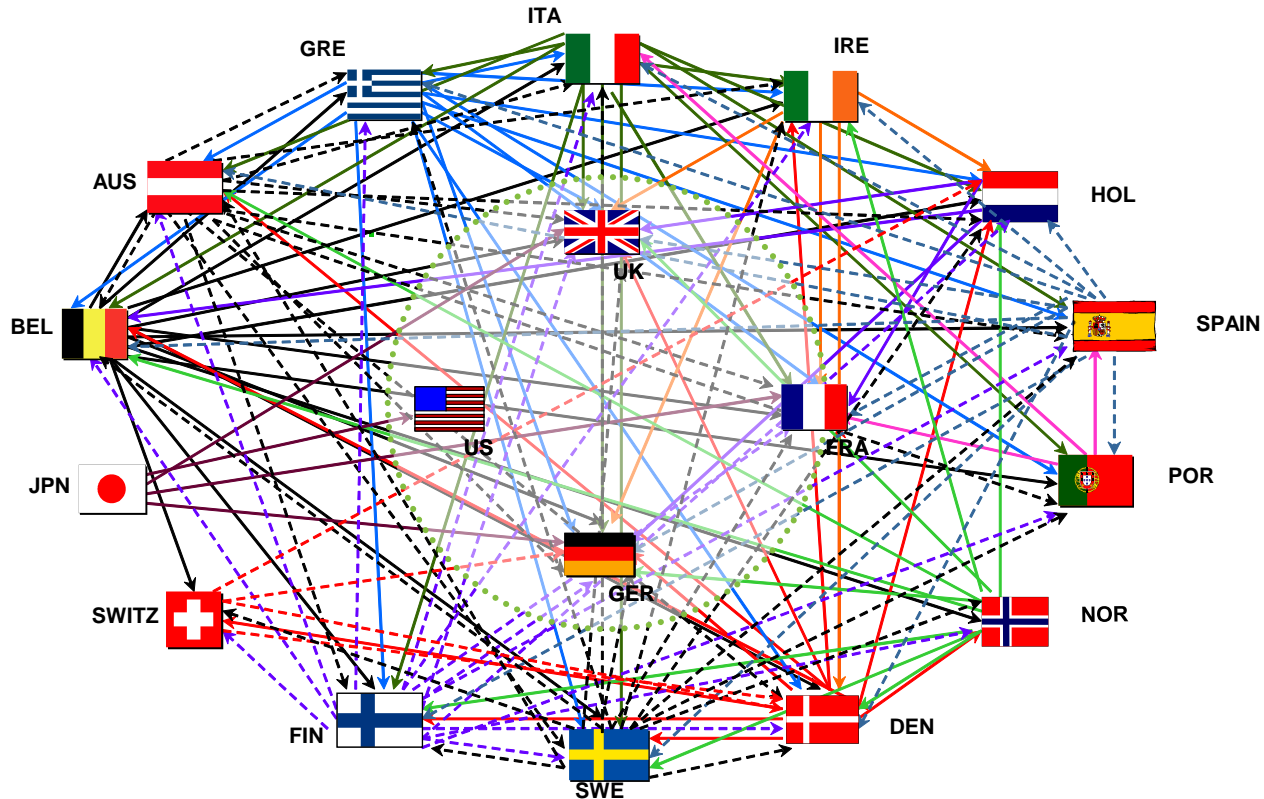 ITA
GRE
IRE
AUS
HOL
UK
BEL
SPAIN
US
FRA
JPN
POR
GER
SWITZ
NOR
FIN
DEN
SWE